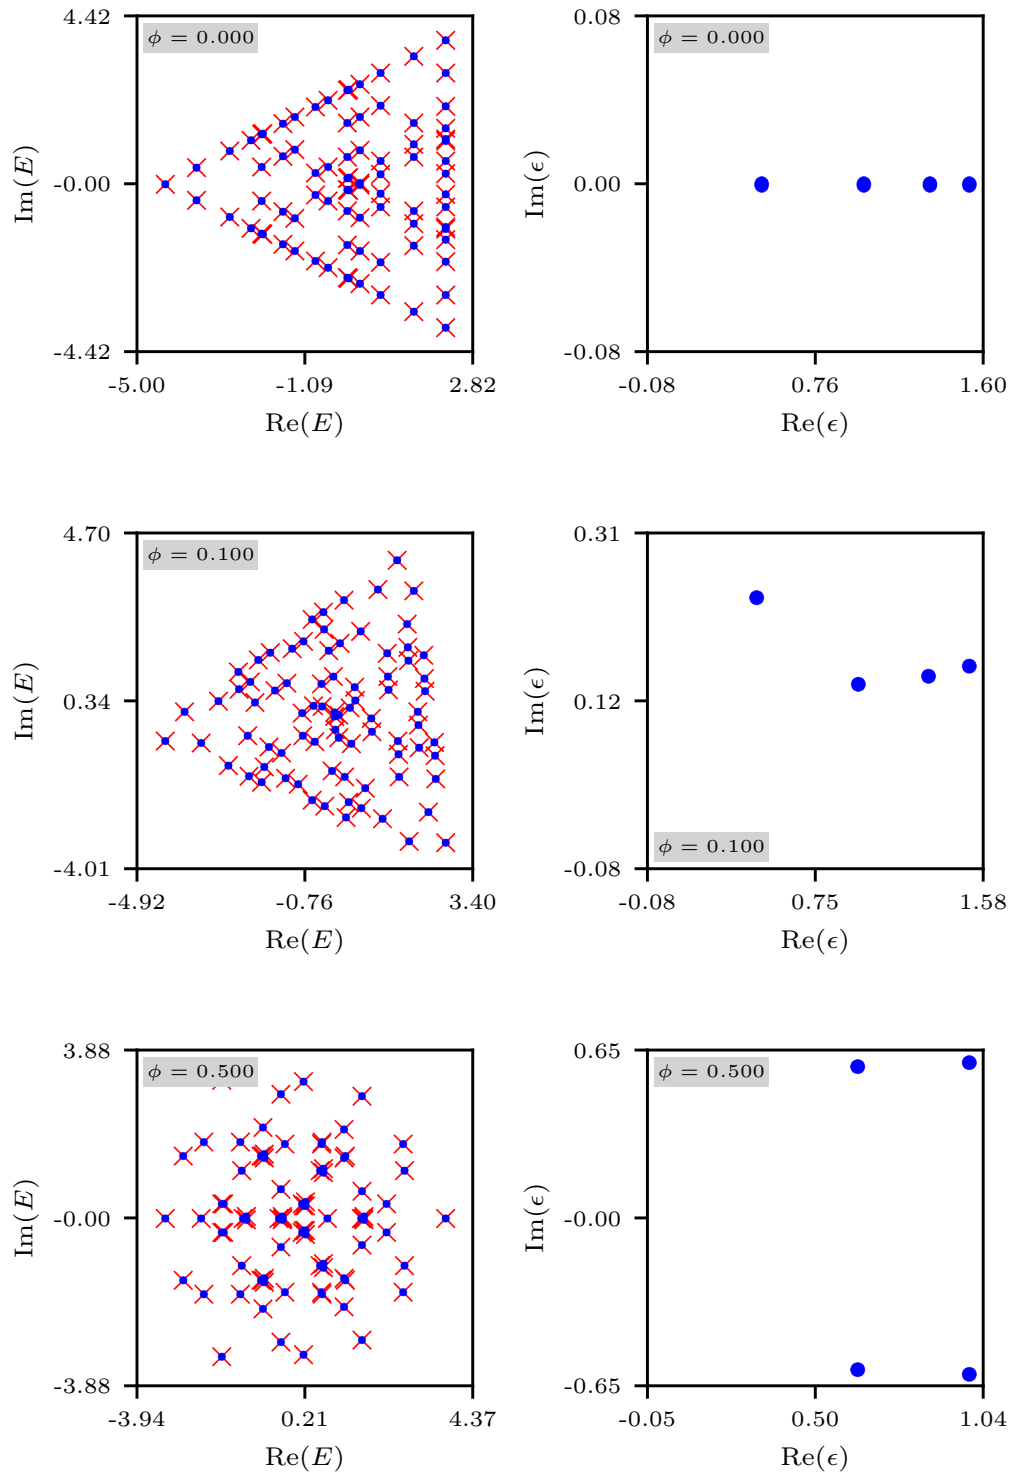 4.42
ϕ = 0.000
Im(E)
-0.00
-4.42
-5.00
-1.09
2.82
Re(E)
0.08
ϕ = 0.000
Im(ϵ)
0.00
-0.08
-0.08
0.76
1.60
Re(ϵ)
4.70
ϕ = 0.100
Im(E)
0.34
-4.01
-4.92
-0.76
3.40
Re(E)
0.31
Im(ϵ)
0.12
ϕ = 0.100
-0.08
-0.08
0.75
1.58
Re(ϵ)
3.88
ϕ = 0.500
Im(E)
-0.00
-3.88
-3.94
0.21
4.37
Re(E)
0.65
ϕ = 0.500
Im(ϵ)
-0.00
-0.65
-0.05
0.50
1.04
Re(ϵ)